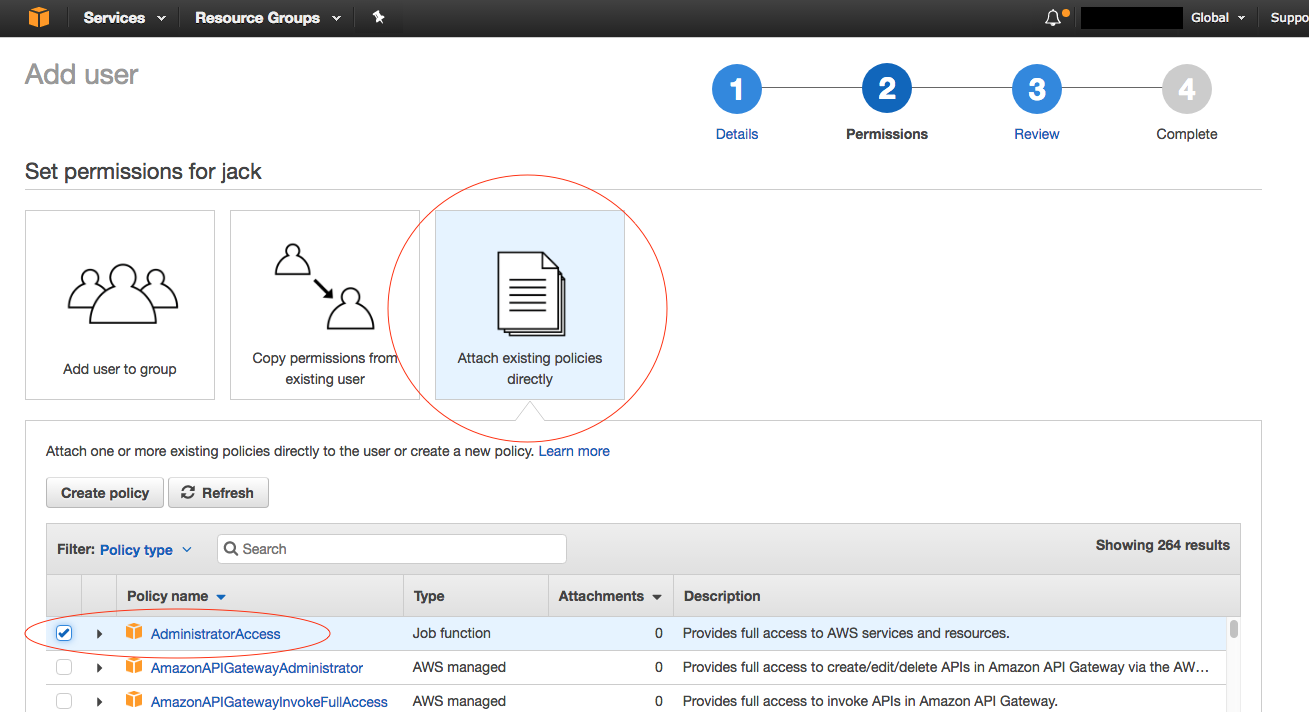 Services Resource Groups Global Suppo
Add user
1 2 3 4
Details Permissions Review Complete
Set permissions for jack
Add user to group
Copy permissions from
existing user
Attach existing policies
directly
Attach one or more existing policies directly to the user or create a new policy. Learn more
Create policy Refresh
Filter: Policy type Search Showing 264 results
Policy name Type Attachments Description
AdministratorAccess Job function 0 Provides full access to AWS services and resources.
AmazonAPIGatewayAdministrator AWS managed 0 Provides full access to create/edit/delete APIs in Amazon API Gateway via the AW…
AmazonAPIGatewayInvokeFullAccess AWS managed 0 Provides full access to invoke APIs in Amazon API Gateway.